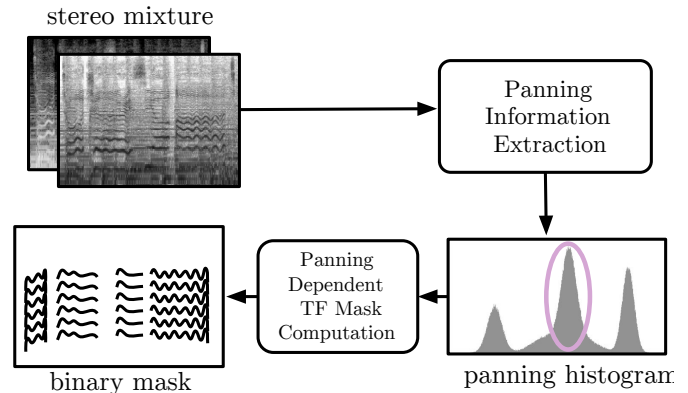 stereo mixture
Panning
Information
Extraction
Panning
Dependent
TF Mask
Computation
binary mask
panning histogram